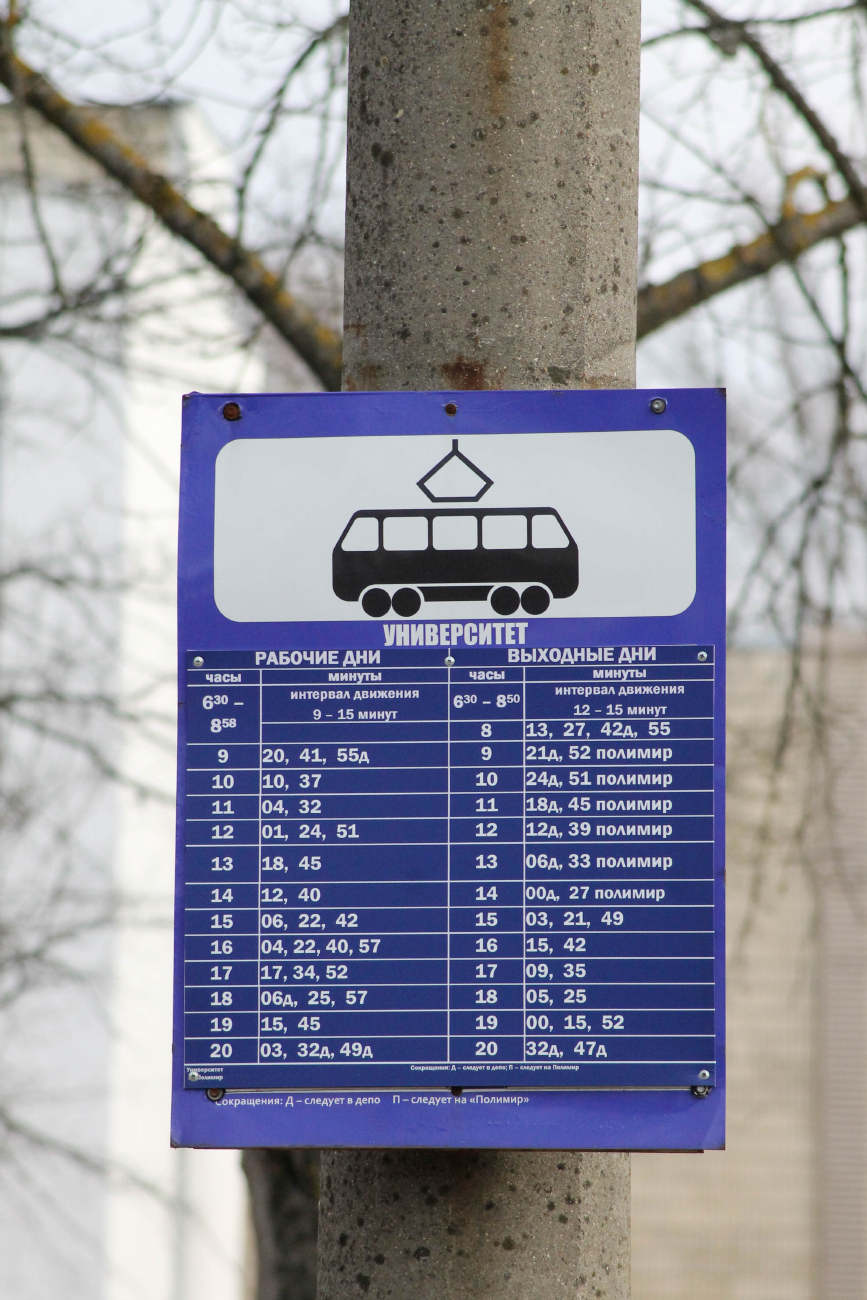 УНИВЕРСИТЕТ
РАБОЧИЕ ДНИ ВЫХОДНЫЕ ДНИ
часы минуты часы минуты
6³⁰ – 8⁵⁸ интервал движения 9 – 15 минут 6³⁰ – 8⁵⁰ интервал движения 12 – 15 минут
8 13, 27, 42д, 55
9 20, 41, 55д 9 21д, 52 полимир
10 10, 37 10 24д, 51 полимир
11 04, 32 11 18д, 45 полимир
12 01, 24, 51 12 12д, 39 полимир
13 18, 45 13 06д, 33 полимир
14 12, 40 14 00д, 27 полимир
15 06, 22, 42 15 03, 21, 49
16 04, 22, 40, 57 16 15, 42
17 17, 34, 52 17 09, 35
18 06д, 25, 57 18 05, 25
19 15, 45 19 00, 15, 52
20 03, 32д, 49д 20 32д, 47д
Университет Сокращения: Д – следует в депо; П – следует на Полимир
Полимир
Сокращения: Д – следует в депо П – следует на «Полимир»